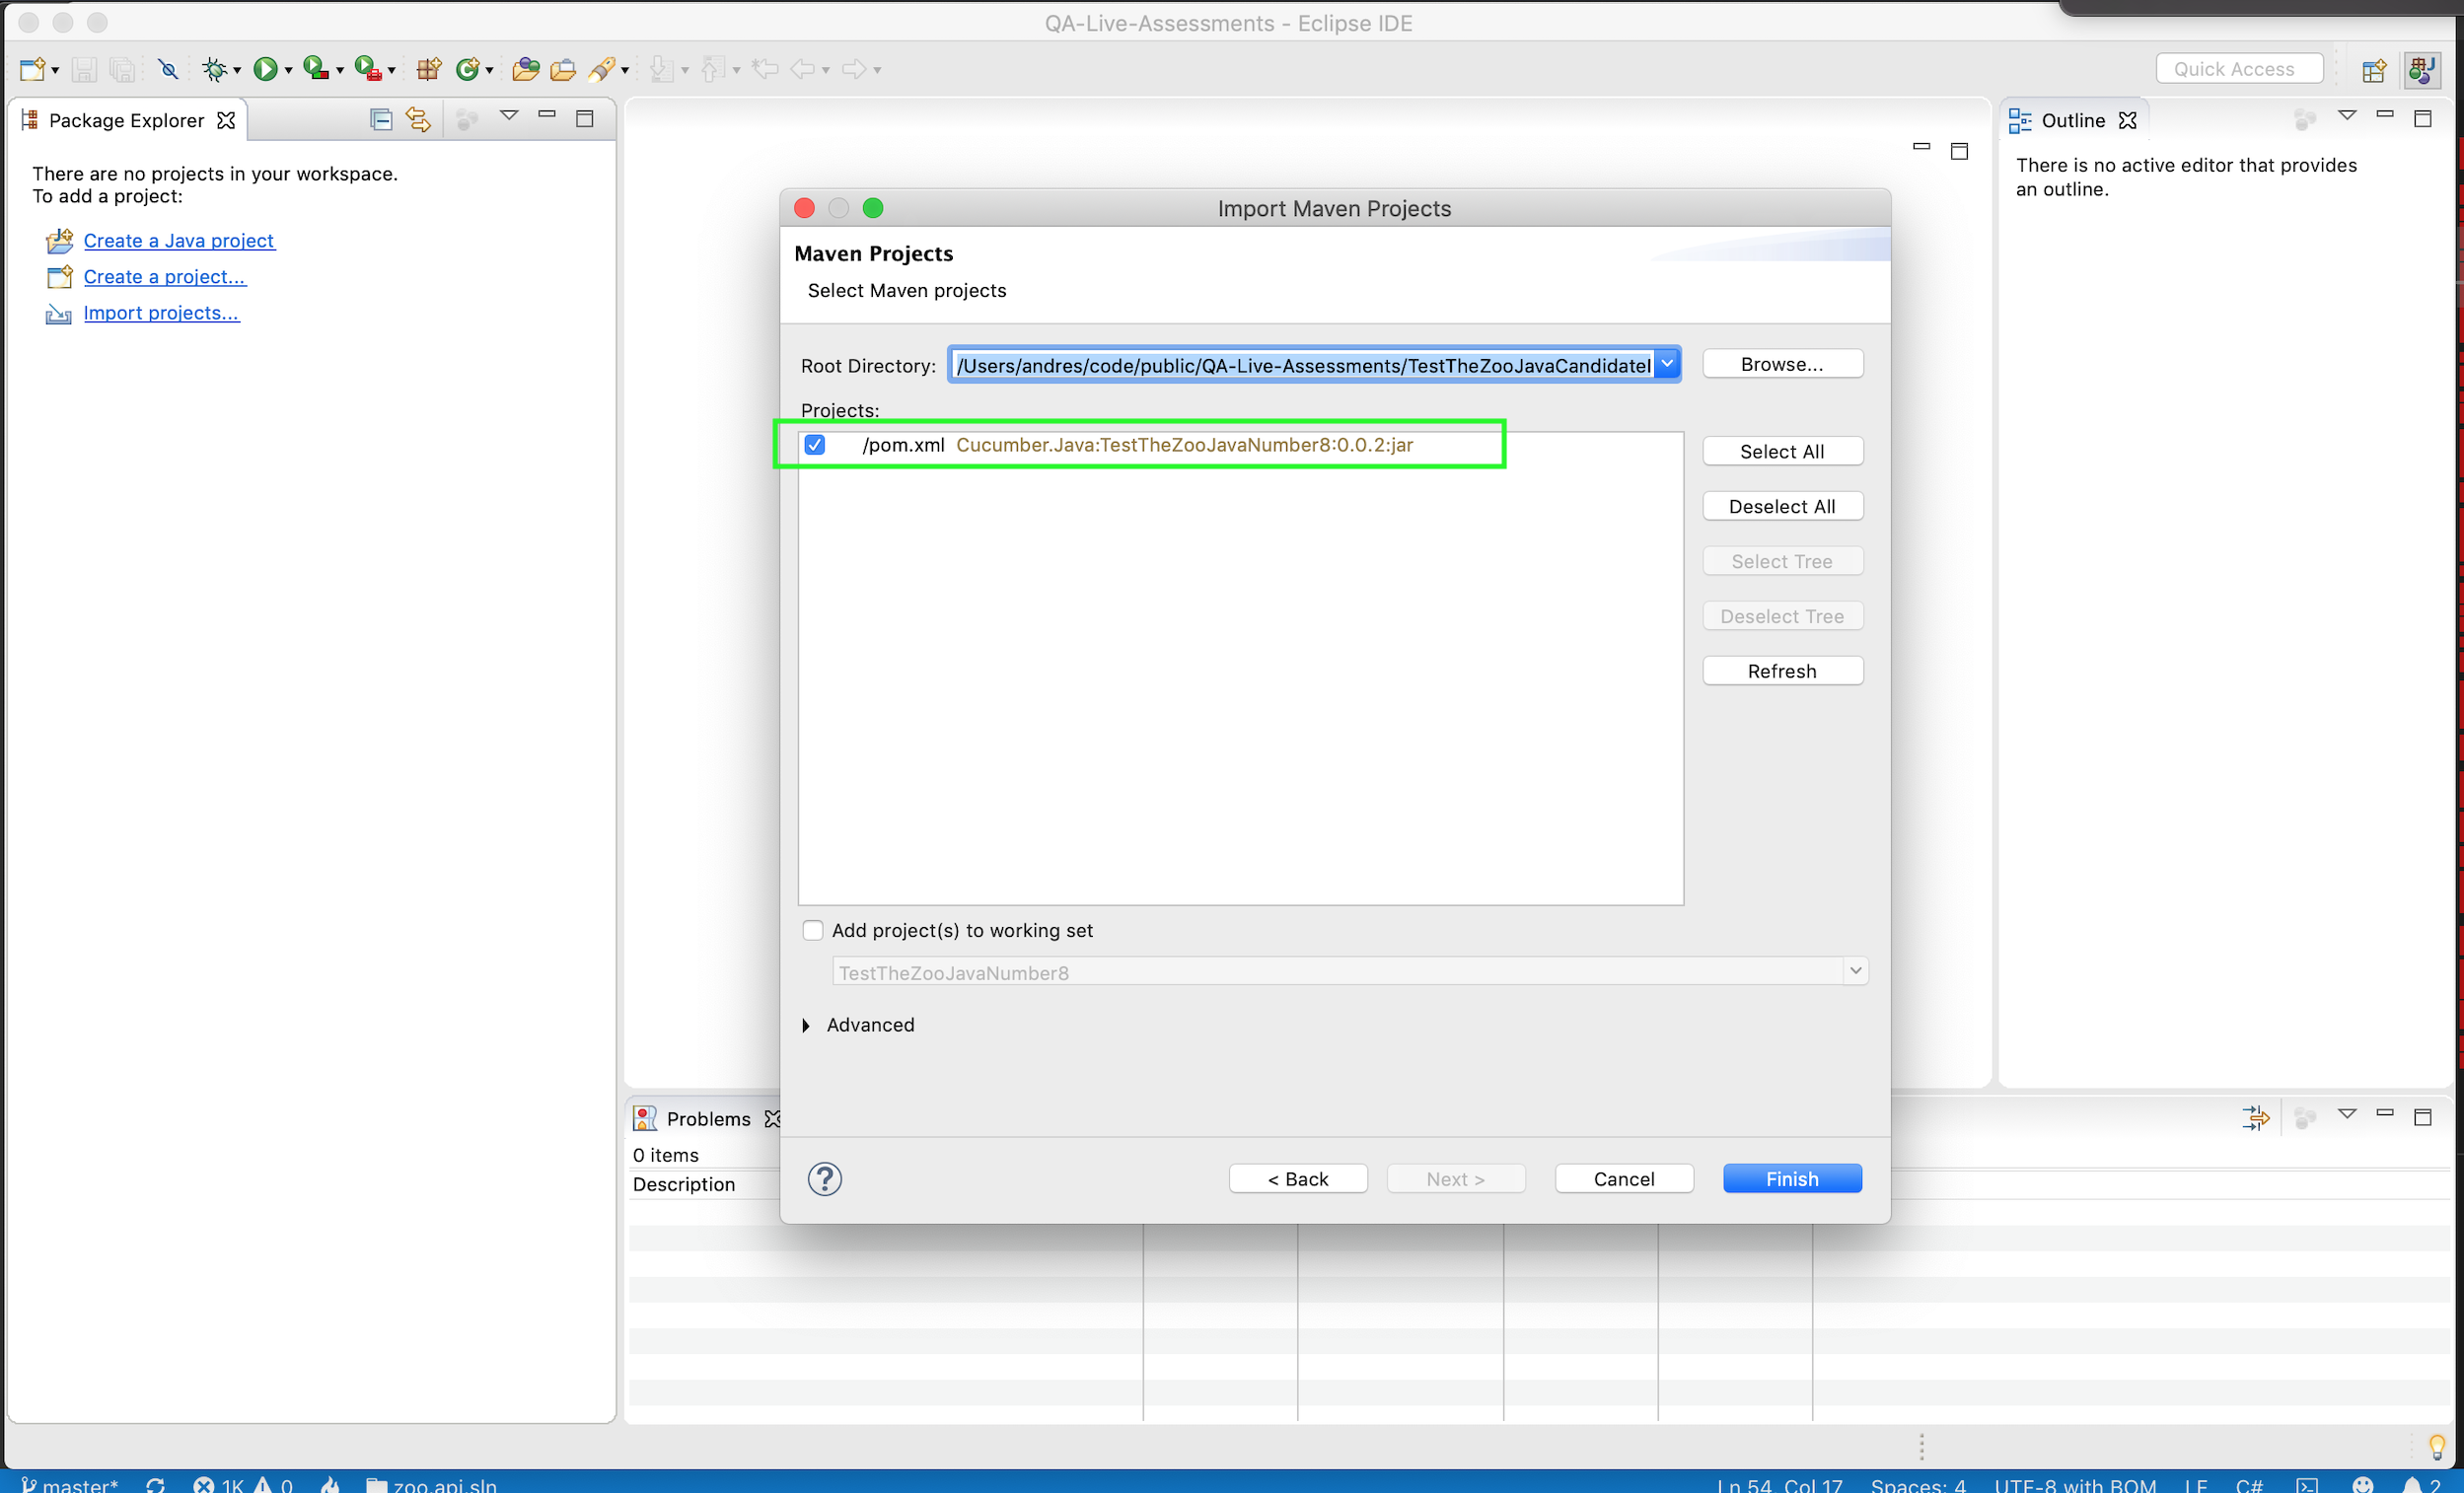 QA-Live-Assessments - Eclipse IDE
Quick Access
Package Explorer
There are no projects in your workspace.
To add a project:
Create a Java project
Create a project...
Import projects...
Outline
There is no active editor that provides
an outline.
Import Maven Projects
Maven Projects
Select Maven projects
Root Directory: /Users/andres/code/public/QA-Live-Assessments/TestTheZooJavaCandidate
Browse...
Projects:
/pom.xml Cucumber.Java:TestTheZooJavaNumber8:0.0.2:jar
Select All
Deselect All
Select Tree
Deselect Tree
Refresh
Add project(s) to working set
TestTheZooJavaNumber8
Advanced
? < Back Next > Cancel Finish
Problems
0 items
Description
master* 1K 0 zoo.api.sln Ln 54, Col 17 Spaces: 4 UTF-8 with BOM LF C# 2